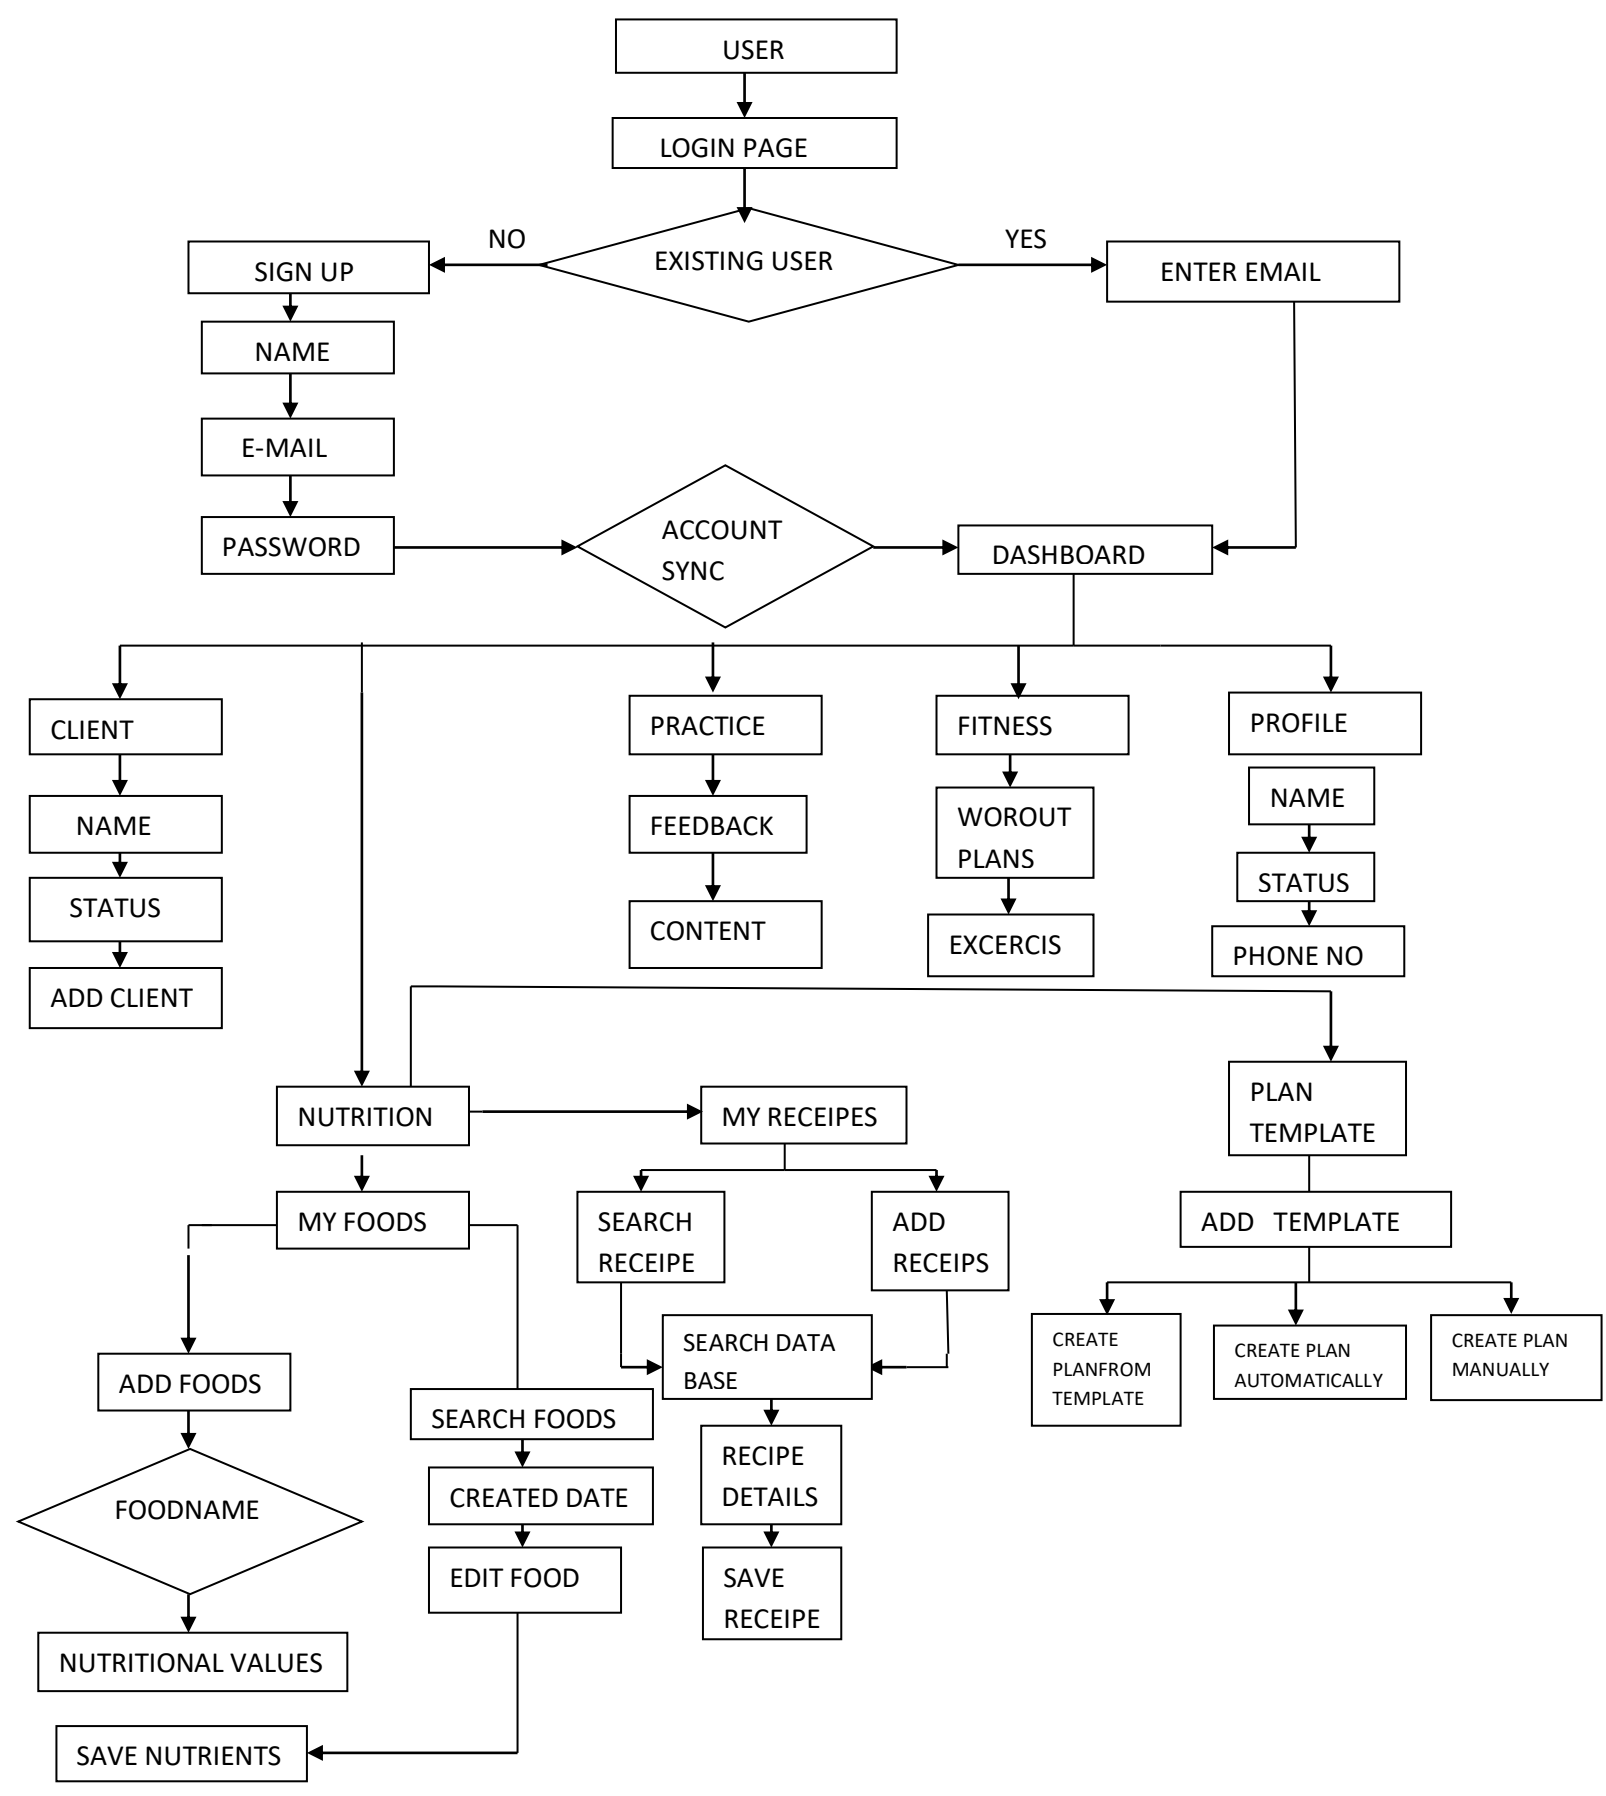 USER
LOGIN PAGE
NO
YES
EXISTING USER
SIGN UP
ENTER EMAIL
NAME
E-MAIL
PASSWORD
ACCOUNT
SYNC
DASHBOARD
CLIENT
PRACTICE
FITNESS
PROFILE
NAME
FEEDBACK
WOROUT
PLANS
NAME
STATUS
STATUS
CONTENT
EXCERCIS
PHONE NO
ADD CLIENT
NUTRITION
MY RECEIPES
PLAN
TEMPLATE
MY FOODS
SEARCH
RECEIPE
ADD
RECEIPS
ADD TEMPLATE
ADD FOODS
SEARCH FOODS
SEARCH DATA
BASE
CREATE
PLANFROM
TEMPLATE
CREATE PLAN
AUTOMATICALLY
CREATE PLAN
MANUALLY
FOODNAME
CREATED DATE
RECIPE
DETAILS
EDIT FOOD
SAVE
RECEIPE
NUTRITIONAL VALUES
SAVE NUTRIENTS